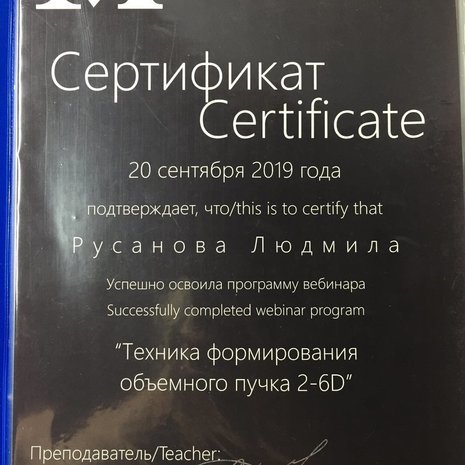 М
Сертификат
Certificate
20 сентября 2019 года
подтверждает, что/this is to certify that
Русанова Людмила
Успешно освоила программу вебинара
Successfully completed webinar program
“Техника формирования
объемного пучка 2-6D”
Преподаватель/Teacher: